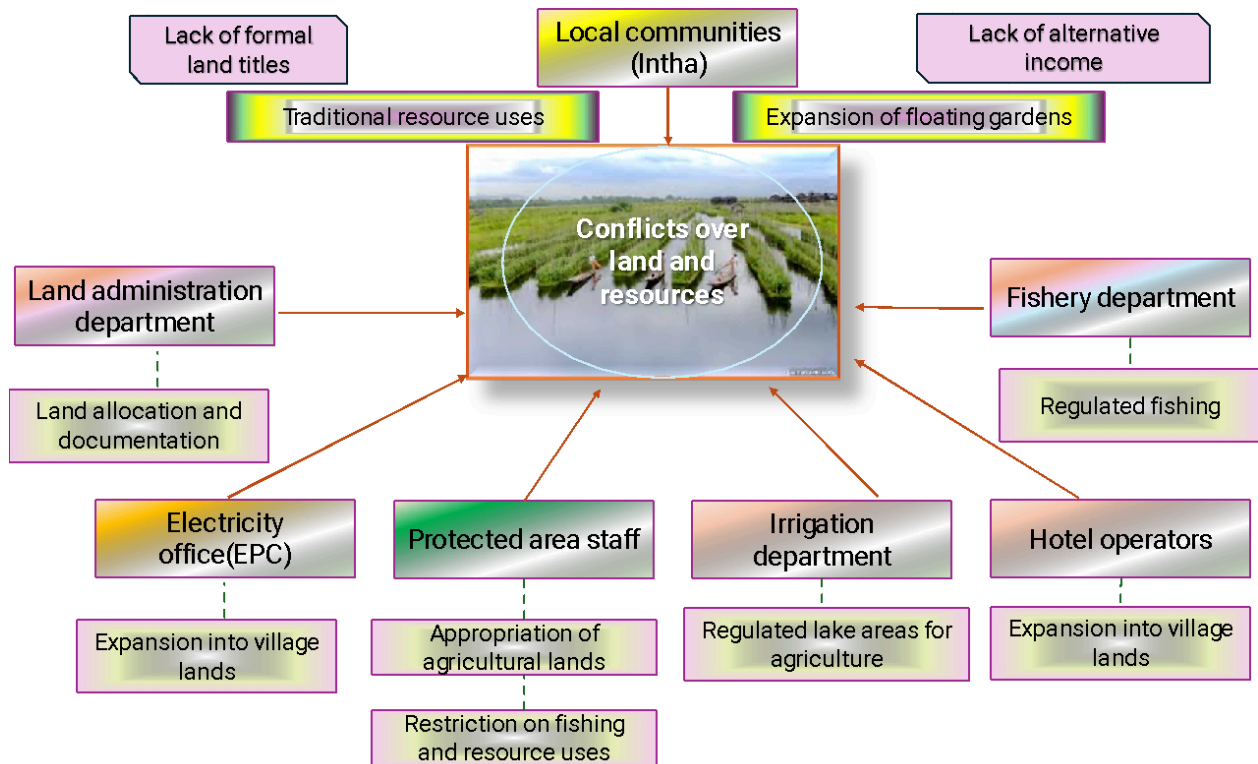 Lack of formal
land titles
Local communities
(Intha)
Lack of alternative
income
Traditional resource uses
Expansion of floating gardens
Conflicts over
land and
resources
Land administration
department
Fishery department
Land allocation and
documentation
Regulated fishing
Electricity
office(EPC)
Protected area staff
Irrigation
department
Hotel operators
Expansion into village
lands
Appropriation of
agricultural lands
Regulated lake areas for
agriculture
Expansion into village
lands
Restriction on fishing
and resource uses